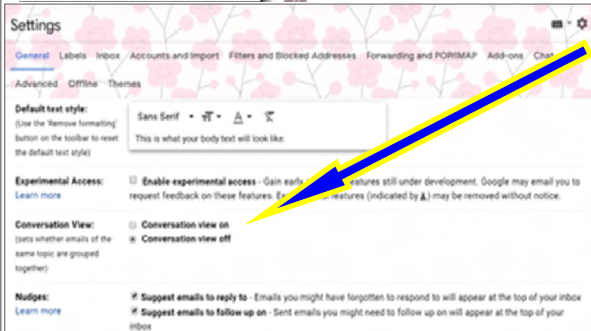 Settings
General Labels Inbox Accounts and Import Filters and Blocked Addresses Forwarding and POP/IMAP Add-ons Chat
Advanced Offline Themes
Default text style:
(Use the 'Remove formatting'
button on the toolbar to reset
the default text style)
Sans Serif
This is what your body text will look like.
Experimental Access:
Learn more
Enable experimental access - Gain early features still under development. Google may email you to
request feedback on these features. features (indicated by ) may be removed without notice.
Conversation View:
(sets whether emails of the
same topic are grouped
together)
Conversation view on
Conversation view off
Nudges:
Learn more
Suggest emails to reply to - Emails you might have forgotten to respond to will appear at the top of your inbox
Suggest emails to follow up on - Sent emails you might need to follow up on will appear at the top of your
inbox